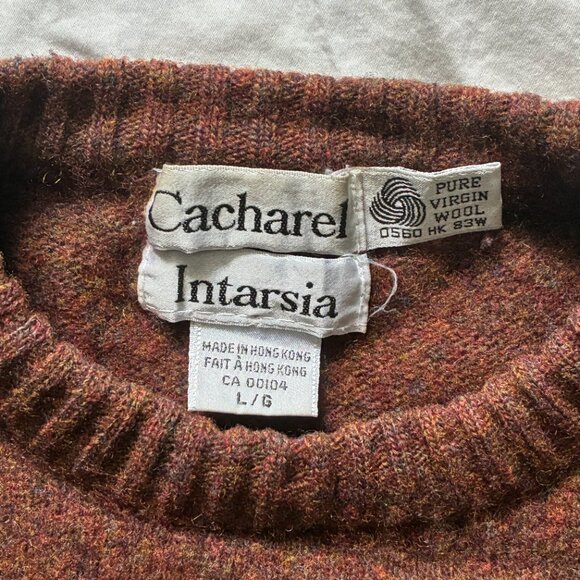 Cacharel
PURE
VIRGIN
WOOL
0560 HK 83W
Intarsia
MADE IN HONG KONG
FAIT À HONG KONG
CA 00104
L/G